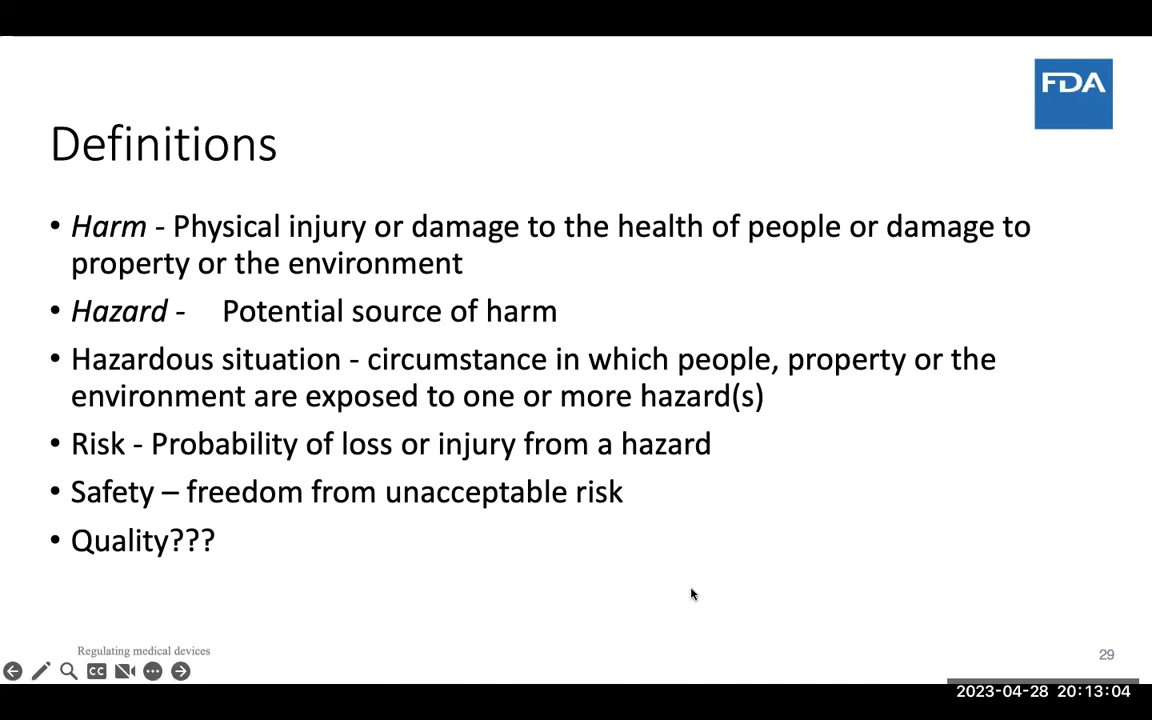 FDA
Definitions
• Harm - Physical injury or damage to the health of people or damage to
property or the environment
• Hazard - Potential source of harm
• Hazardous situation - circumstance in which people, property or the
environment are exposed to one or more hazard(s)
• Risk - Probability of loss or injury from a hazard
• Safety – freedom from unacceptable risk
• Quality???
Regulating medical devices
29
CC
2023-04-28 20:13:04